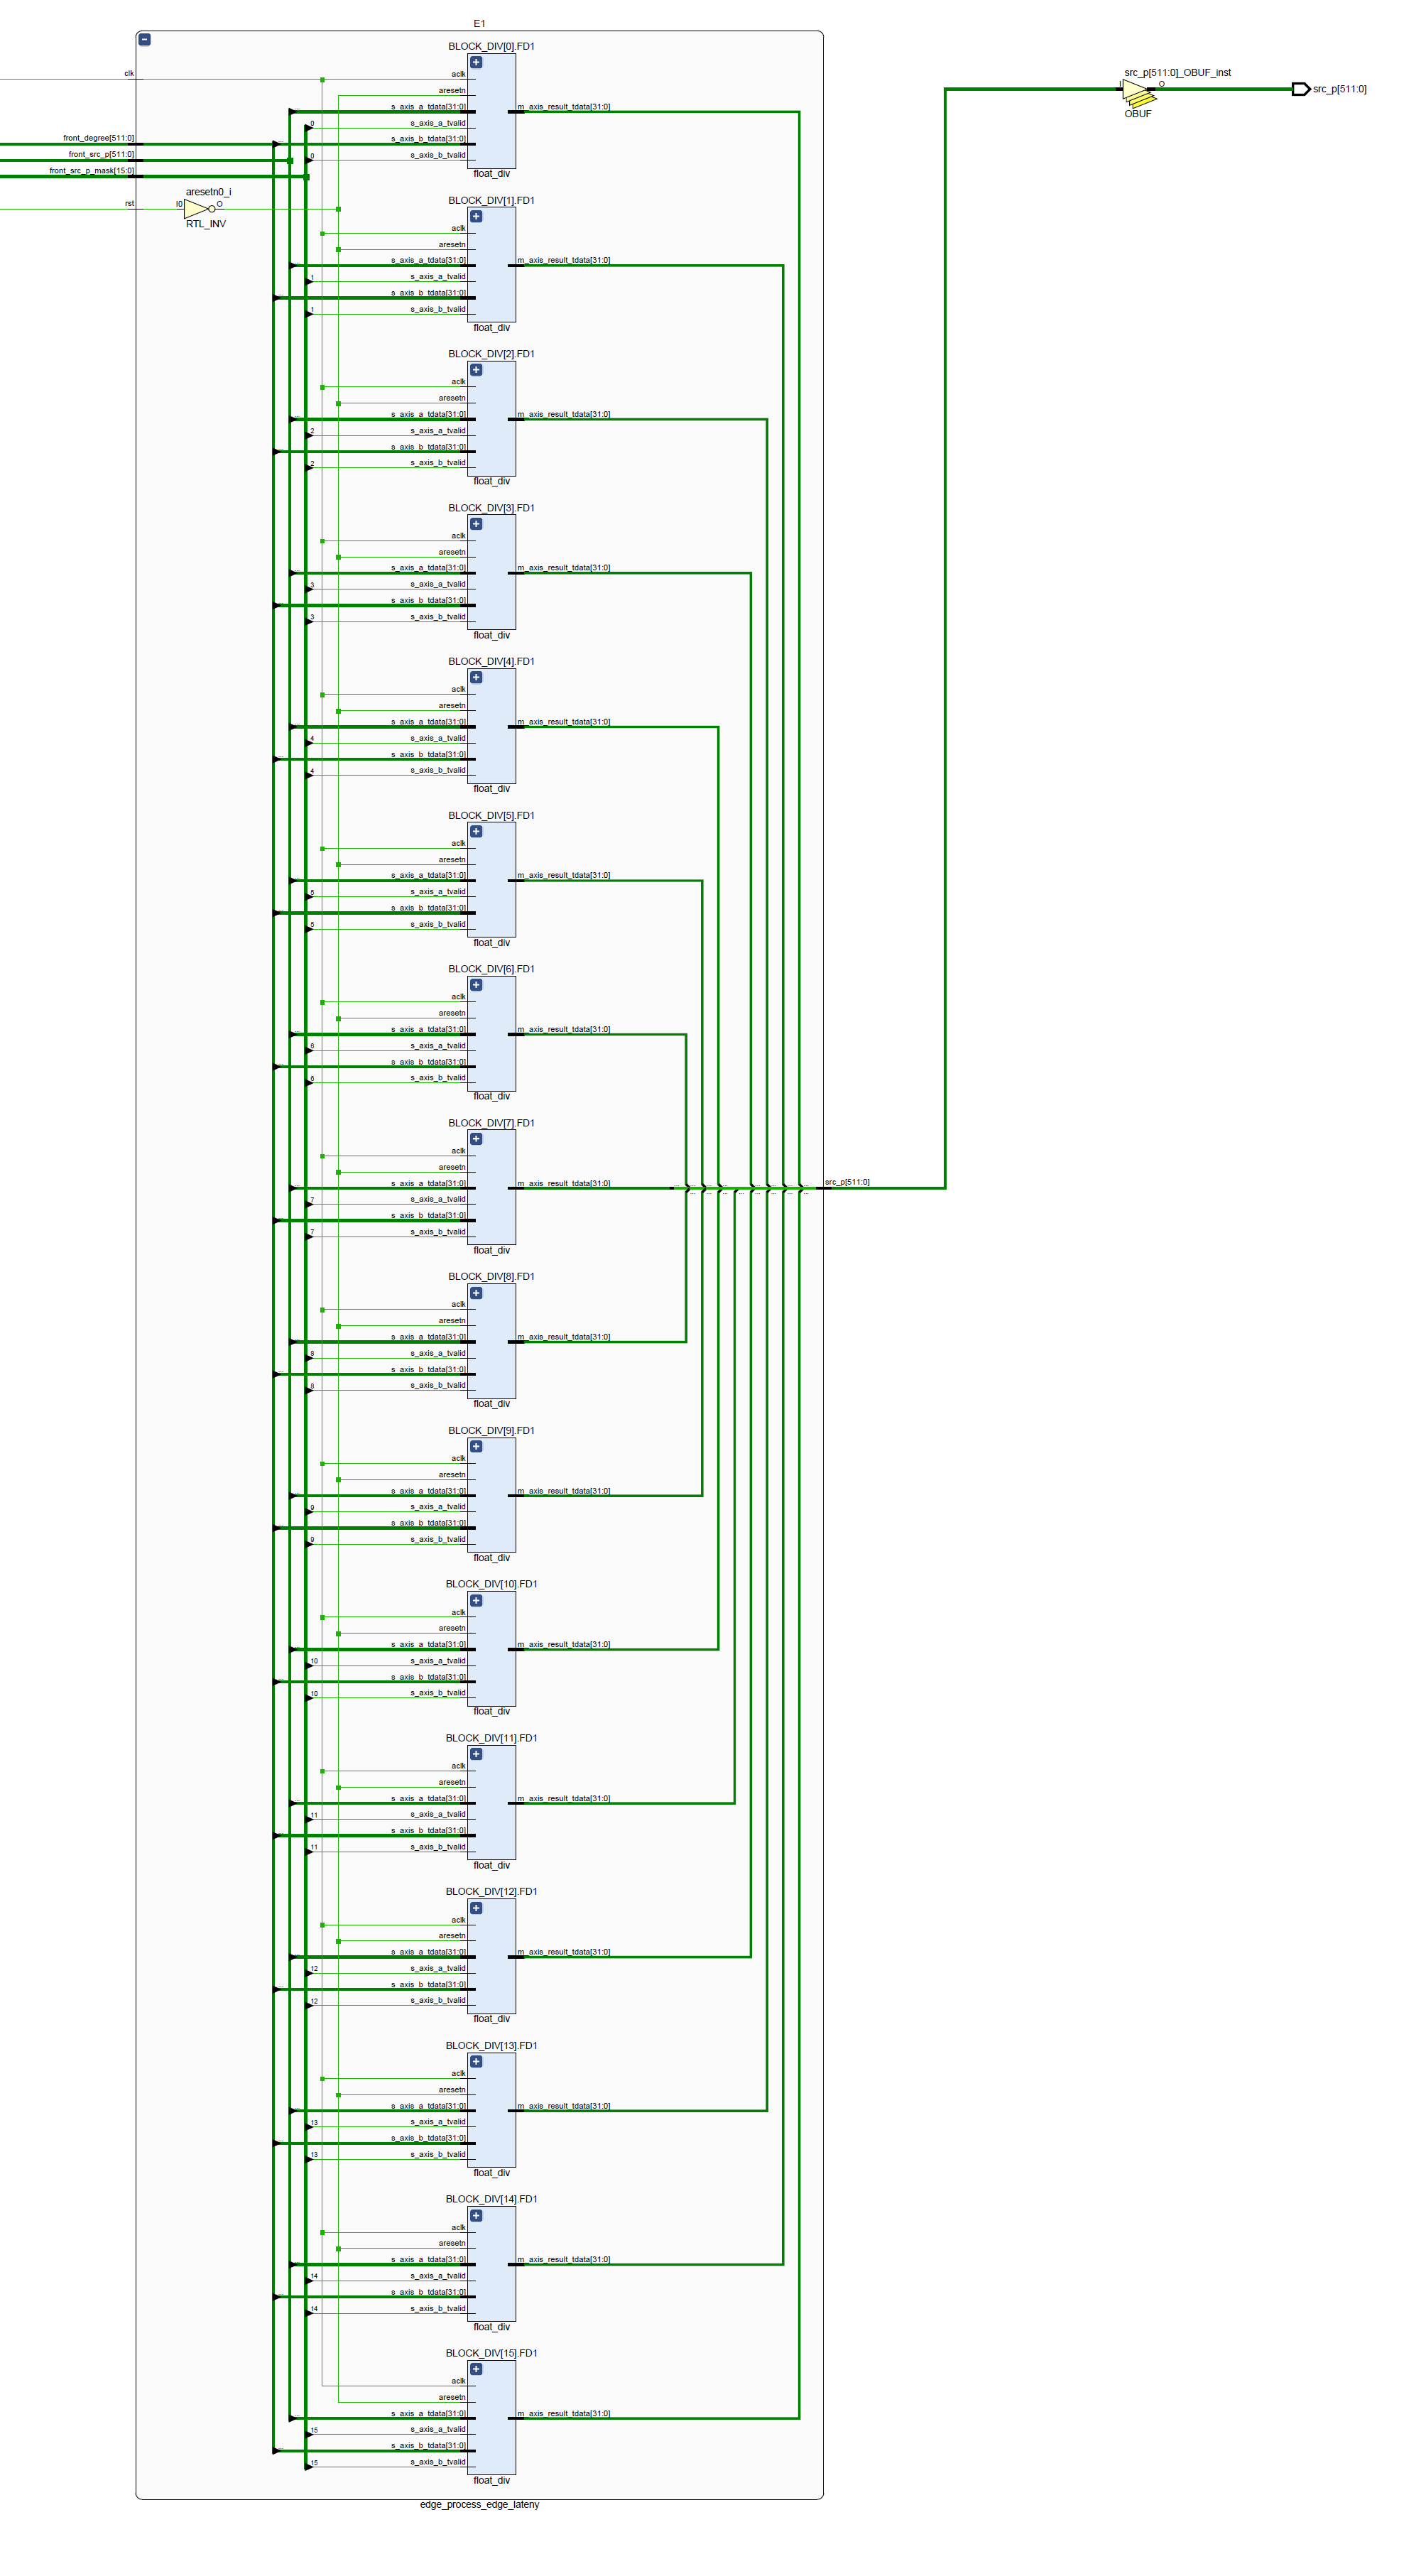 E1
clk
front_degree[511:0]
front_src_p[511:0]
front_src_p_mask[15:0]
rst
aresetn0_i
I0
O
RTL_INV
BLOCK_DIV[0].FD1
aclk
aresetn
s_axis_a_tdata[31:0]
m_axis_result_tdata[31:0]
0
s_axis_a_tvalid
s_axis_b_tdata[31:0]
0
s_axis_b_tvalid
float_div
BLOCK_DIV[1].FD1
aclk
aresetn
s_axis_a_tdata[31:0]
m_axis_result_tdata[31:0]
1
s_axis_a_tvalid
s_axis_b_tdata[31:0]
1
s_axis_b_tvalid
float_div
BLOCK_DIV[2].FD1
aclk
aresetn
s_axis_a_tdata[31:0]
m_axis_result_tdata[31:0]
2
s_axis_a_tvalid
s_axis_b_tdata[31:0]
2
s_axis_b_tvalid
float_div
BLOCK_DIV[3].FD1
aclk
aresetn
s_axis_a_tdata[31:0]
m_axis_result_tdata[31:0]
3
s_axis_a_tvalid
s_axis_b_tdata[31:0]
3
s_axis_b_tvalid
float_div
BLOCK_DIV[4].FD1
aclk
aresetn
s_axis_a_tdata[31:0]
m_axis_result_tdata[31:0]
4
s_axis_a_tvalid
s_axis_b_tdata[31:0]
4
s_axis_b_tvalid
float_div
BLOCK_DIV[5].FD1
aclk
aresetn
s_axis_a_tdata[31:0]
m_axis_result_tdata[31:0]
5
s_axis_a_tvalid
s_axis_b_tdata[31:0]
5
s_axis_b_tvalid
float_div
BLOCK_DIV[6].FD1
aclk
aresetn
s_axis_a_tdata[31:0]
m_axis_result_tdata[31:0]
6
s_axis_a_tvalid
s_axis_b_tdata[31:0]
6
s_axis_b_tvalid
float_div
BLOCK_DIV[7].FD1
aclk
aresetn
s_axis_a_tdata[31:0]
m_axis_result_tdata[31:0]
7
s_axis_a_tvalid
s_axis_b_tdata[31:0]
7
s_axis_b_tvalid
float_div
BLOCK_DIV[8].FD1
aclk
aresetn
s_axis_a_tdata[31:0]
m_axis_result_tdata[31:0]
8
s_axis_a_tvalid
s_axis_b_tdata[31:0]
8
s_axis_b_tvalid
float_div
BLOCK_DIV[9].FD1
aclk
aresetn
s_axis_a_tdata[31:0]
m_axis_result_tdata[31:0]
9
s_axis_a_tvalid
s_axis_b_tdata[31:0]
9
s_axis_b_tvalid
float_div
BLOCK_DIV[10].FD1
aclk
aresetn
s_axis_a_tdata[31:0]
m_axis_result_tdata[31:0]
10
s_axis_a_tvalid
s_axis_b_tdata[31:0]
10
s_axis_b_tvalid
float_div
BLOCK_DIV[11].FD1
aclk
aresetn
s_axis_a_tdata[31:0]
m_axis_result_tdata[31:0]
11
s_axis_a_tvalid
s_axis_b_tdata[31:0]
11
s_axis_b_tvalid
float_div
BLOCK_DIV[12].FD1
aclk
aresetn
s_axis_a_tdata[31:0]
m_axis_result_tdata[31:0]
12
s_axis_a_tvalid
s_axis_b_tdata[31:0]
12
s_axis_b_tvalid
float_div
BLOCK_DIV[13].FD1
aclk
aresetn
s_axis_a_tdata[31:0]
m_axis_result_tdata[31:0]
13
s_axis_a_tvalid
s_axis_b_tdata[31:0]
13
s_axis_b_tvalid
float_div
BLOCK_DIV[14].FD1
aclk
aresetn
s_axis_a_tdata[31:0]
m_axis_result_tdata[31:0]
14
s_axis_a_tvalid
s_axis_b_tdata[31:0]
14
s_axis_b_tvalid
float_div
BLOCK_DIV[15].FD1
aclk
aresetn
s_axis_a_tdata[31:0]
m_axis_result_tdata[31:0]
15
s_axis_a_tvalid
s_axis_b_tdata[31:0]
15
s_axis_b_tvalid
float_div
edge_process_edge_lateny
src_p[511:0]
src_p[511:0]_OBUF_inst
I
O
OBUF
src_p[511:0]